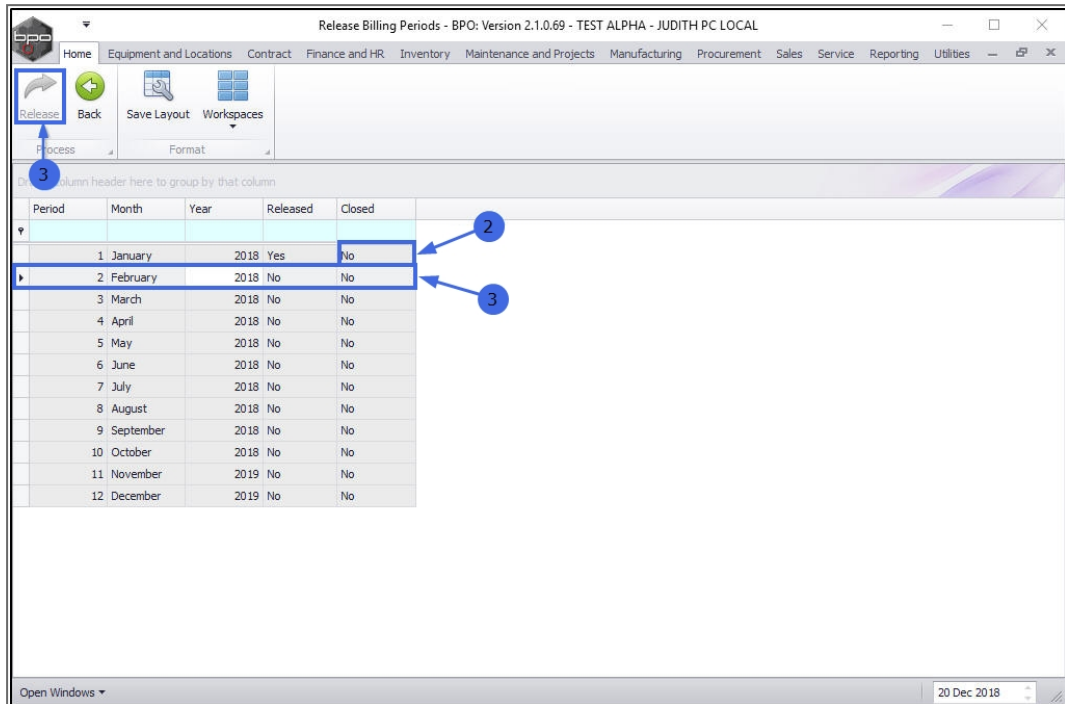 Release Billing Periods - BPO: Version 2.1.0.69 - TEST ALPHA - JUDITH PC LOCAL
bpo
Home Equipment and Locations Contract Finance and HR Inventory Maintenance and Projects Manufacturing Procurement Sales Service Reporting Utilities
Release Back Save Layout Workspaces
Process Format
3
column header here to group by that column
Period Month Year Released Closed
2
1 January 2018 Yes No
2 February 2018 No No
3
3 March 2018 No No
4 April 2018 No No
5 May 2018 No No
6 June 2018 No No
7 July 2018 No No
8 August 2018 No No
9 September 2018 No No
10 October 2018 No No
11 November 2019 No No
12 December 2019 No No
Open Windows 20 Dec 2018